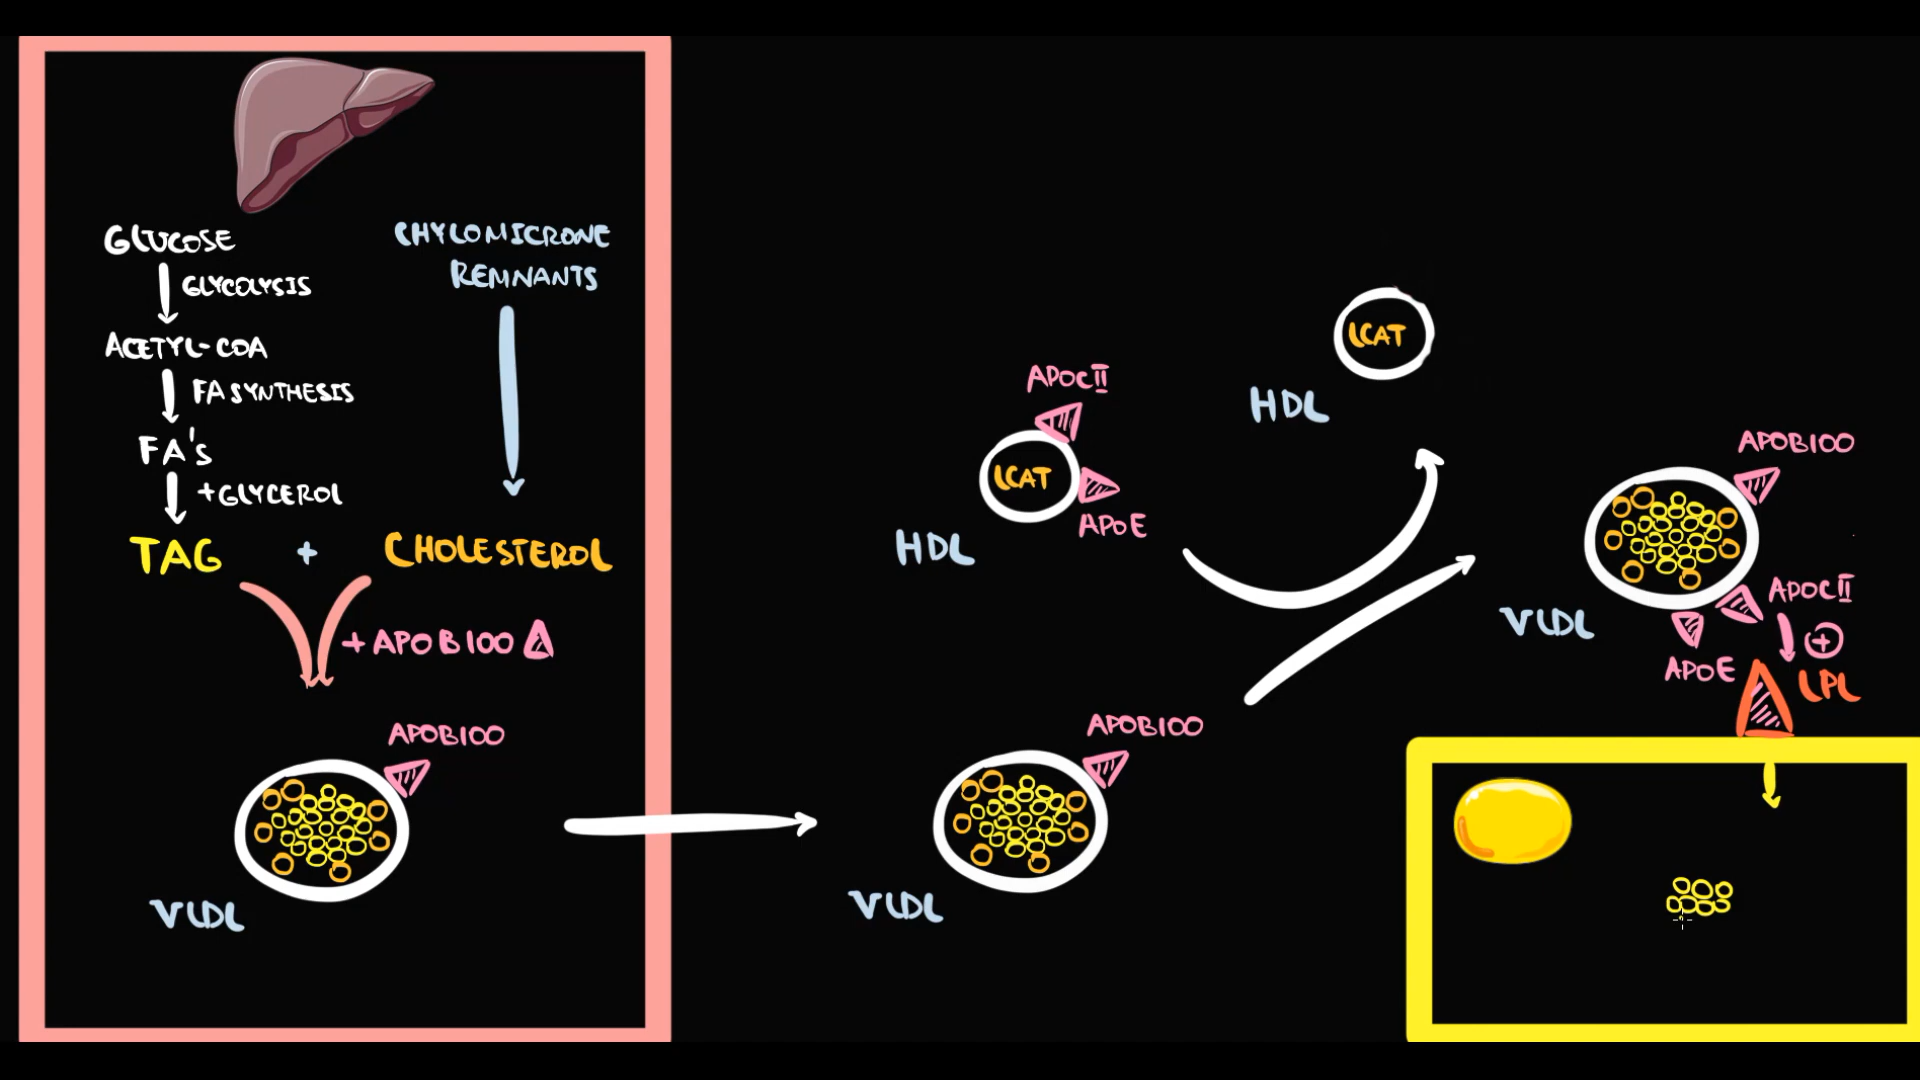 GLUCOSE
GLYCOLYSIS
ACETYL-COA
FA SYNTHESIS
FA's
+GLYCEROL
TAG + CHOLESTEROL
CHYLOMICRONE
REMNANTS
+APOB100
APOB100
VLDL
APOCII
LCAT
APOE
HDL
APOB100
VLDL
LCAT
HDL
APOB100
VLDL
APOCII
+
APOE
LPL